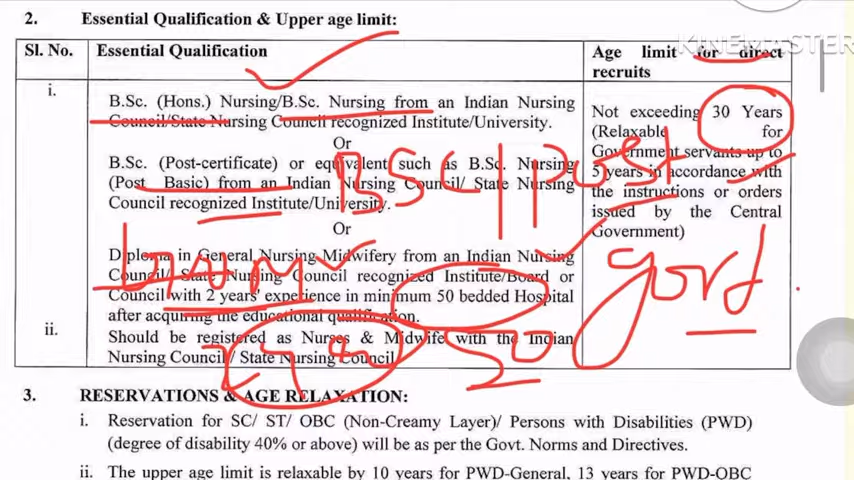 2. Essential Qualification & Upper age limit:
Sl. No. Essential Qualification Age limit for direct recruits
KINEMASTER
i.
B.Sc. (Hons.) Nursing/B.Sc. Nursing from an Indian Nursing
Council/State Nursing Council recognized Institute/University.
Or
B.Sc. (Post-certificate) or equivalent such as B.Sc. Nursing
(Post Basic) from an Indian Nursing Council/ State Nursing
Council recognized Institute/University.
Or
Diploma in General Nursing Midwifery from an Indian Nursing
Council/ State Nursing Council recognized Institute/Board or
Council with 2 years' experience in minimum 50 bedded Hospital
after acquiring the educational qualification.
ii. Should be registered as Nurses & Midwife with the Indian
Nursing Council/ State Nursing Council
Not exceeding 30 Years
(Relaxable for
Government servants up to
5 years in accordance with
the instructions or orders
issued by the Central
Government)
BSC | post
50
3. RESERVATIONS & AGE RELAXATION:
i. Reservation for SC/ ST/ OBC (Non-Creamy Layer)/ Persons with Disabilities (PWD)
(degree of disability 40% or above) will be as per the Govt. Norms and Directives.
ii. The upper age limit is relaxable by 10 years for PWD-General, 13 years for PWD-OBC